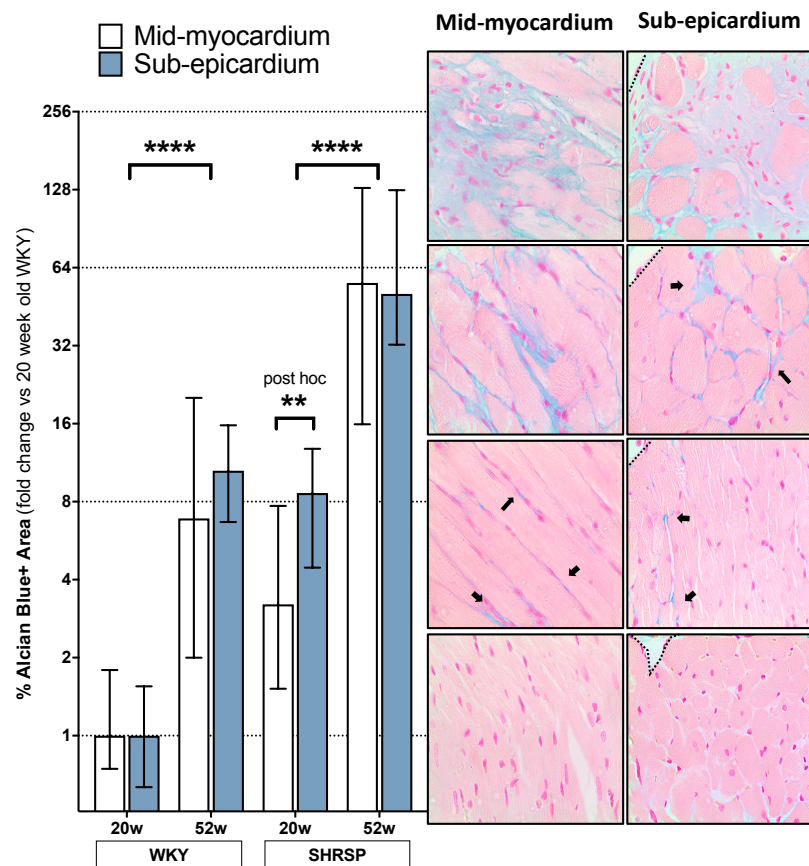 Mid-myocardium
Sub-epicardium
Mid-myocardium
Sub-epicardium
% Alcian Blue+ Area (fold change vs 20 week old WKY)
256
128
64
32
16
8
4
2
1
****
****
post hoc
**
20w
52w
20w
52w
WKY
SHRSP